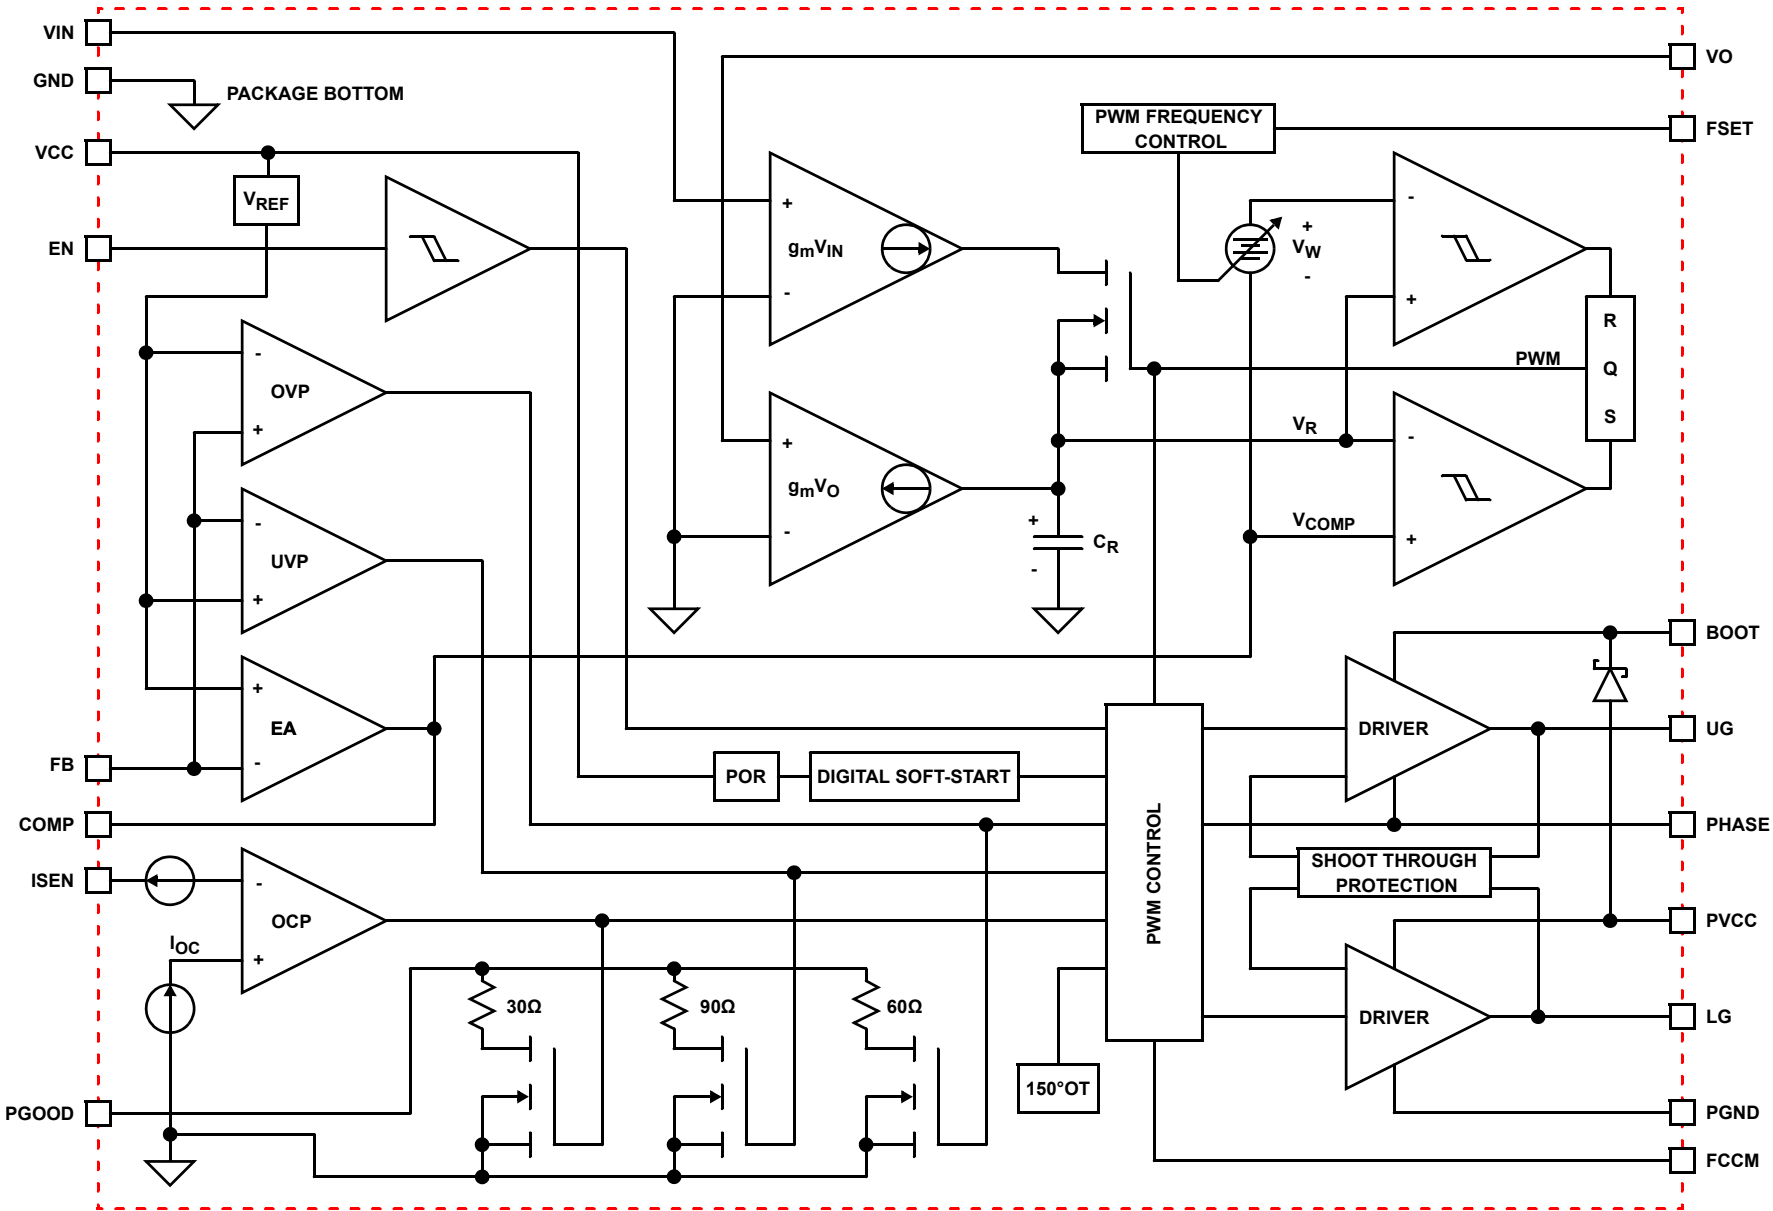 VIN
GND
PACKAGE BOTTOM
VCC
VREF
EN
VO
PWM FREQUENCY
CONTROL
FSET
+
gmVIN
-
+
VW
-
-
+
R
Q
S
PWM
-
OVP
+
+
gmVO
-
VR
-
VCOMP
+
+
CR
-
-
UVP
+
+
EA
-
FB
COMP
ISEN
-
OCP
+
IOC
POR
DIGITAL SOFT-START
PWM CONTROL
BOOT
DRIVER
UG
PHASE
SHOOT THROUGH
PROTECTION
PVCC
DRIVER
LG
PGND
FCCM
30Ω
90Ω
60Ω
150°OT
PGOOD